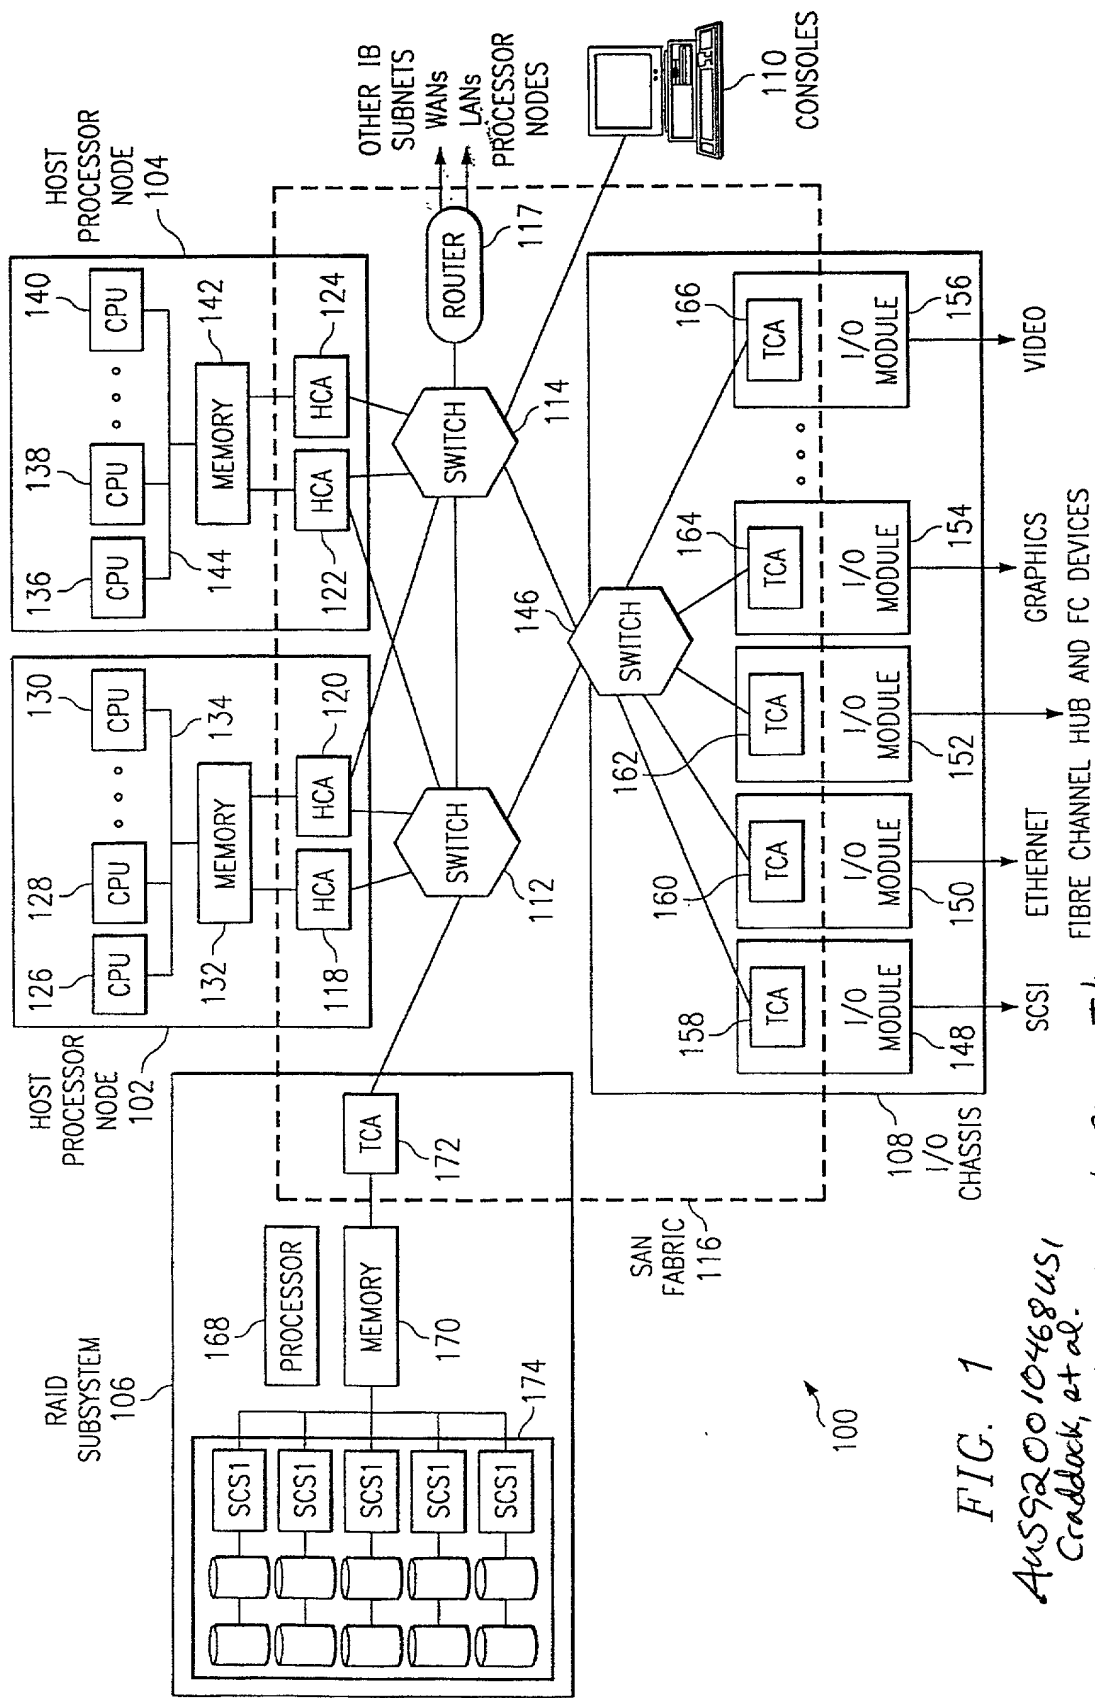 RAID
SUBSYSTEM
106
HOST
PROCESSOR
NODE
102
HOST
PROCESSOR
NODE
104
126
128
130
CPU
CPU
CPU
134
MEMORY
132
HCA
HCA
118
120
136
138
140
CPU
CPU
CPU
144
142
MEMORY
HCA
HCA
122
124
168
PROCESSOR
MEMORY
170
TCA
172
SCS1
SCS1
SCS1
SCS1
SCS1
174
SWITCH
112
SWITCH
114
ROUTER
117
OTHER IB
SUBNETS
WANs
LANs
PROCESSOR
NODES
110
CONSOLES
SAN
FABRIC
116
146
SWITCH
158
TCA
I/O
MODULE
148
160
TCA
I/O
MODULE
150
162
TCA
I/O
MODULE
152
164
TCA
I/O
MODULE
154
166
TCA
I/O
MODULE
156
108
I/O
CHASSIS
SCSI
ETHERNET
FIBRE CHANNEL HUB AND FC DEVICES
GRAPHICS
VIDEO
100
FIG. 1
AUS920010468US1
Craddock, et al.